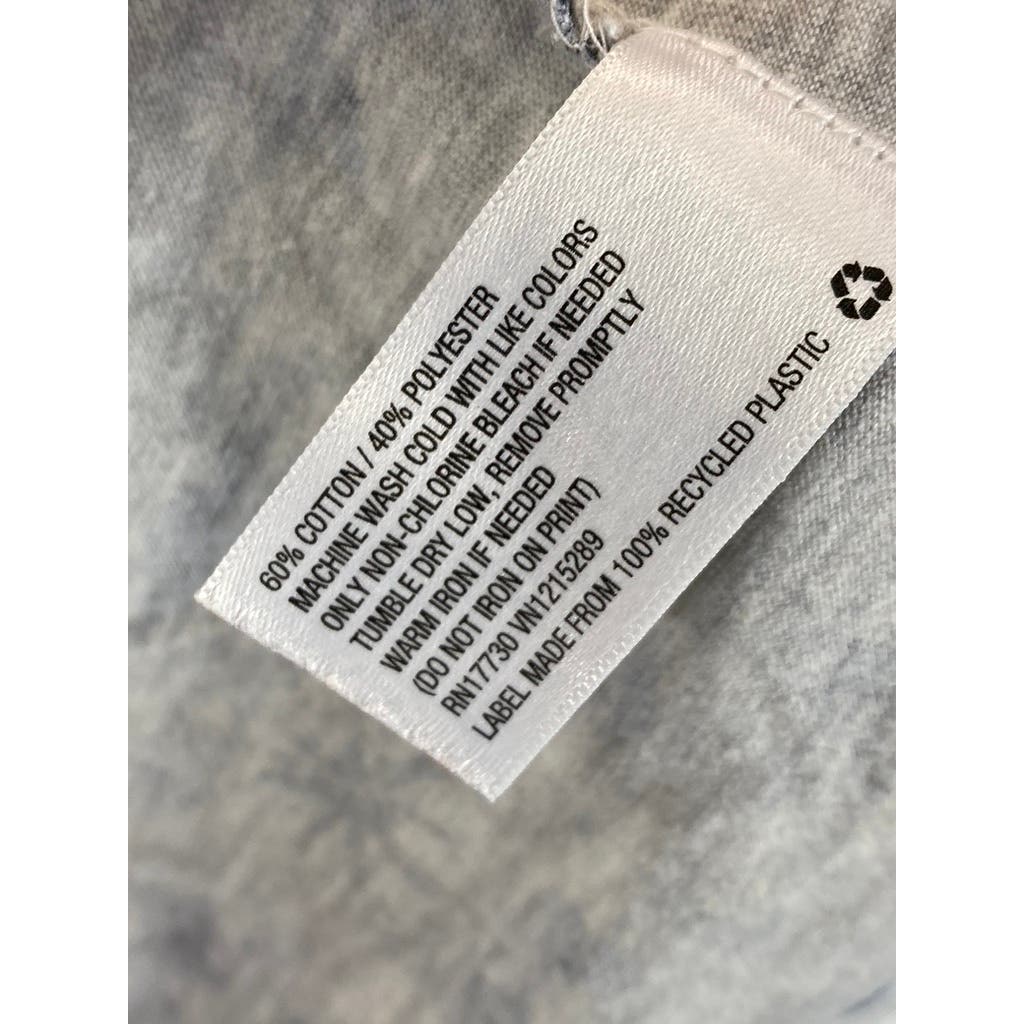 60% COTTON / 40% POLYESTER
MACHINE WASH COLD WITH LIKE COLORS
ONLY NON-CHLORINE BLEACH IF NEEDED
TUMBLE DRY LOW, REMOVE PROMPTLY
WARM IRON IF NEEDED
(DO NOT IRON ON PRINT)
RN17730 VN1215289
LABEL MADE FROM 100% RECYCLED PLASTIC